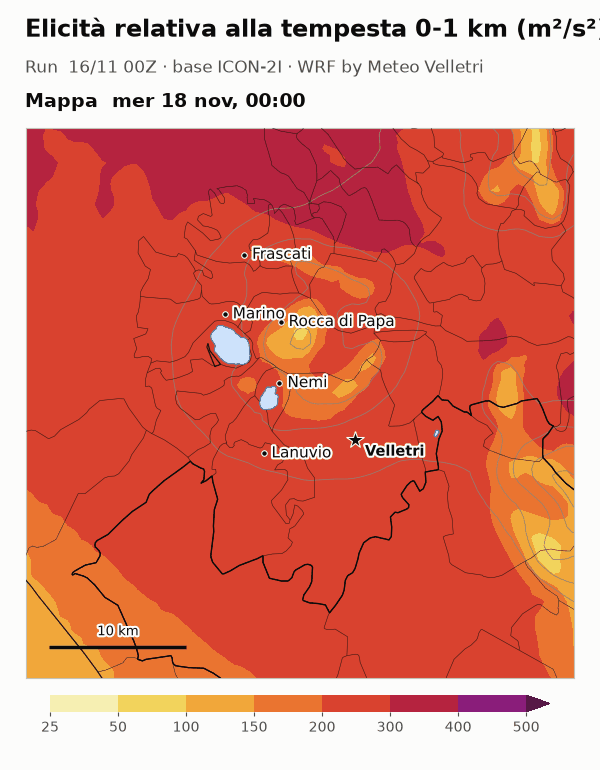 Elicità relativa alla tempesta 0-1 km (m²/s²)
Run 16/11 00Z · base ICON-2I · WRF by Meteo Velletri
Mappa mer 18 nov, 00:00
Frascati
Marino
Rocca di Papa
Nemi
Velletri
Lanuvio
10 km
25 50 100 150 200 300 400 500